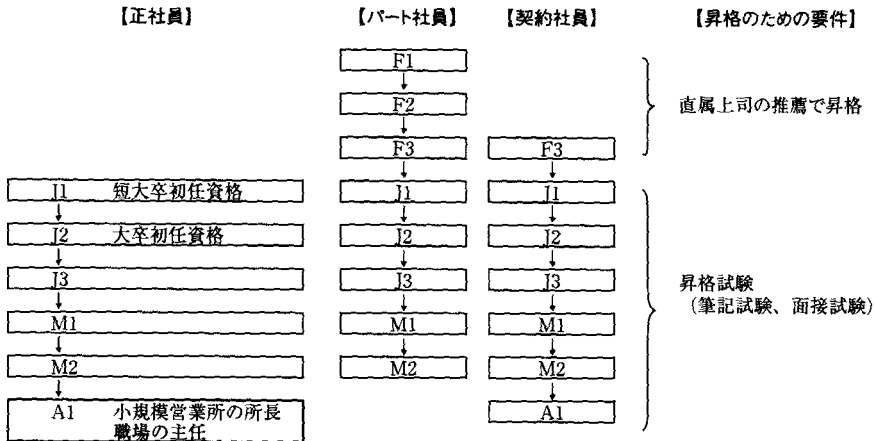 【正社員】 【パート社員】 【契約社員】 【昇格のための要件】
F1
F2
直属上司の推薦で昇格
F3 F3
J1 短大卒初任資格 J1 J1
J2 大卒初任資格 J2 J2
J3 J3 J3
昇格試験
(筆記試験、面接試験)
M1 M1 M1
M2 M2 M2
A1 小規模営業所の所長 A1
職場の主任